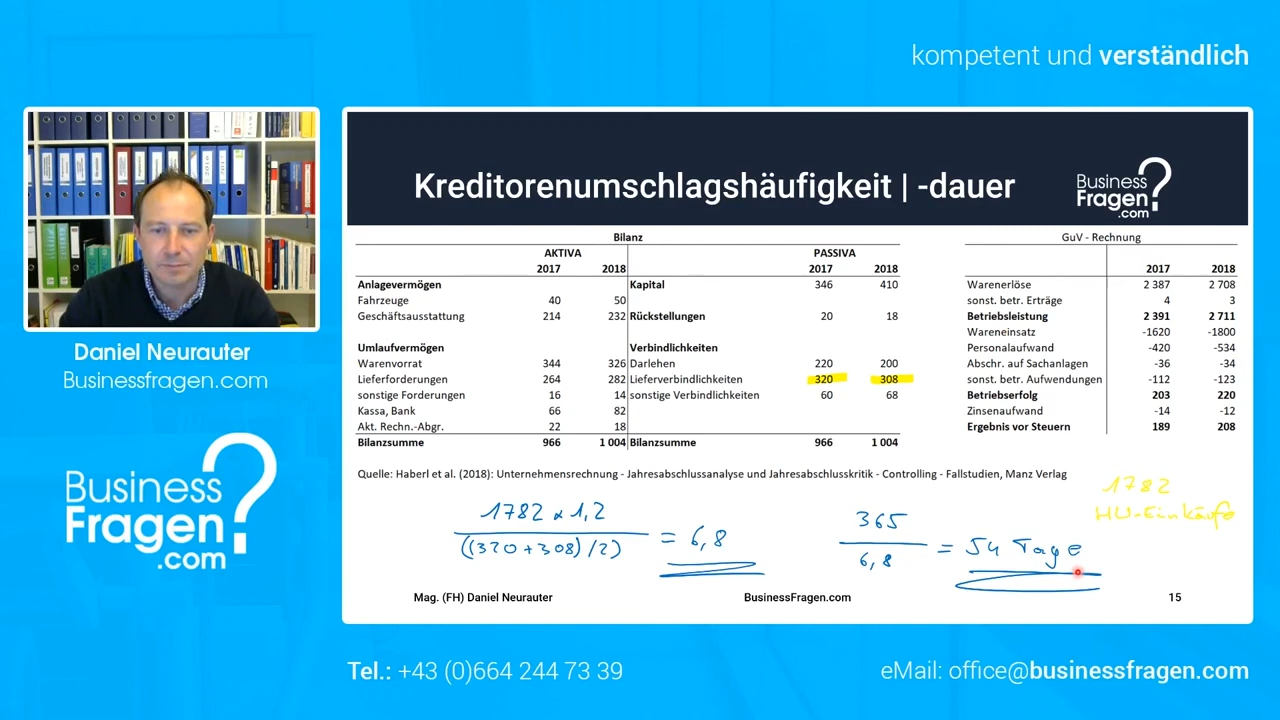 kompetent und verständlich
Kreditorenumschlagshäufigkeit | -dauer
Business
Fragen?
.com
Daniel Neurauter
Businessfragen.com
Business
Fragen?
.com
Bilanz
AKTIVA PASSIVA
2017 2018 2017 2018
Anlagevermögen Kapital 346 410
Fahrzeuge 40 50
Geschäftsausstattung 214 232 Rückstellungen 20 18
Umlaufvermögen Verbindlichkeiten
Warenvorrat 344 326 Darlehen 220 200
Lieferforderungen 264 282 Lieferverbindlichkeiten 320 308
sonstige Forderungen 16 14 sonstige Verbindlichkeiten 60 68
Kassa, Bank 66 82
Akt. Rechn.-Abgr. 22 18
Bilanzsumme 966 1 004 Bilanzsumme 966 1 004
GuV - Rechnung
2017 2018
Warenerlöse 2 387 2 708
sonst. betr. Erträge 4 3
Betriebsleistung 2 391 2 711
Wareneinsatz -1620 -1800
Personalaufwand -420 -534
Abschr. auf Sachanlagen -36 -34
sonst. betr. Aufwendungen -112 -123
Betriebserfolg 203 220
Zinsenaufwand -14 -12
Ergebnis vor Steuern 189 208
Quelle: Haberl et al. (2018): Unternehmensrechnung - Jahresabschlussanalyse und Jahresabschlusskritik - Controlling - Fallstudien, Manz Verlag
1782
HW-Einkäufe
1782 x 1,2
((320+308)/2) = 6,8
365
6,8 = 54 Tage
Mag. (FH) Daniel Neurauter BusinessFragen.com 15
Tel.: +43 (0)664 244 73 39
eMail: office@businessfragen.com